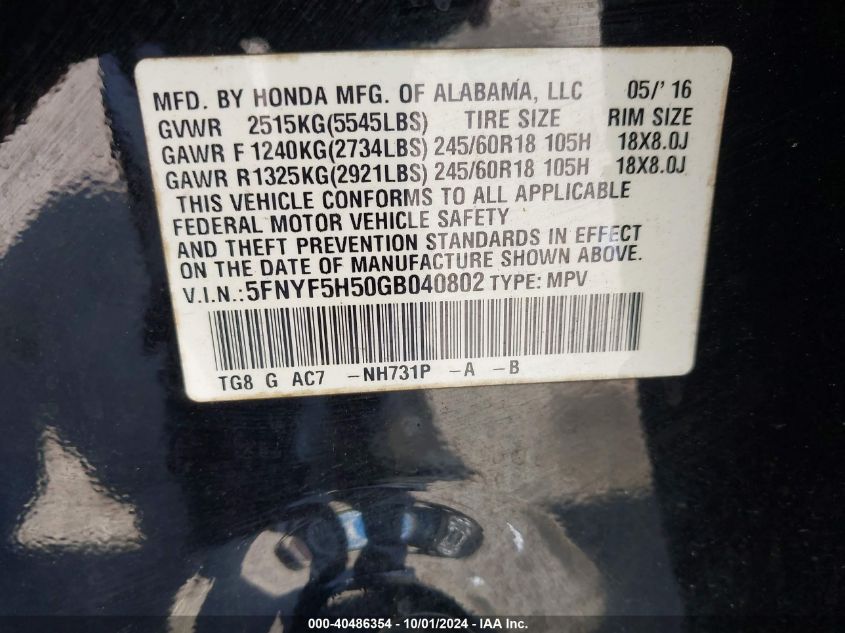 MFD. BY HONDA MFG. OF ALABAMA, LLC 05/' 16
GVWR 2515KG(5545LBS) TIRE SIZE RIM SIZE
GAWR F 1240KG(2734LBS) 245/60R18 105H 18X8.0J
GAWR R 1325KG(2921LBS) 245/60R18 105H 18X8.0J
THIS VEHICLE CONFORMS TO ALL APPLICABLE
FEDERAL MOTOR VEHICLE SAFETY
AND THEFT PREVENTION STANDARDS IN EFFECT
ON THE DATE OF MANUFACTURE SHOWN ABOVE.
V.I.N.:5FNYF5H50GB040802 TYPE: MPV
TG8 G AC7 -NH731P -A -B
000-40486354 - 10/01/2024 - IAA Inc.